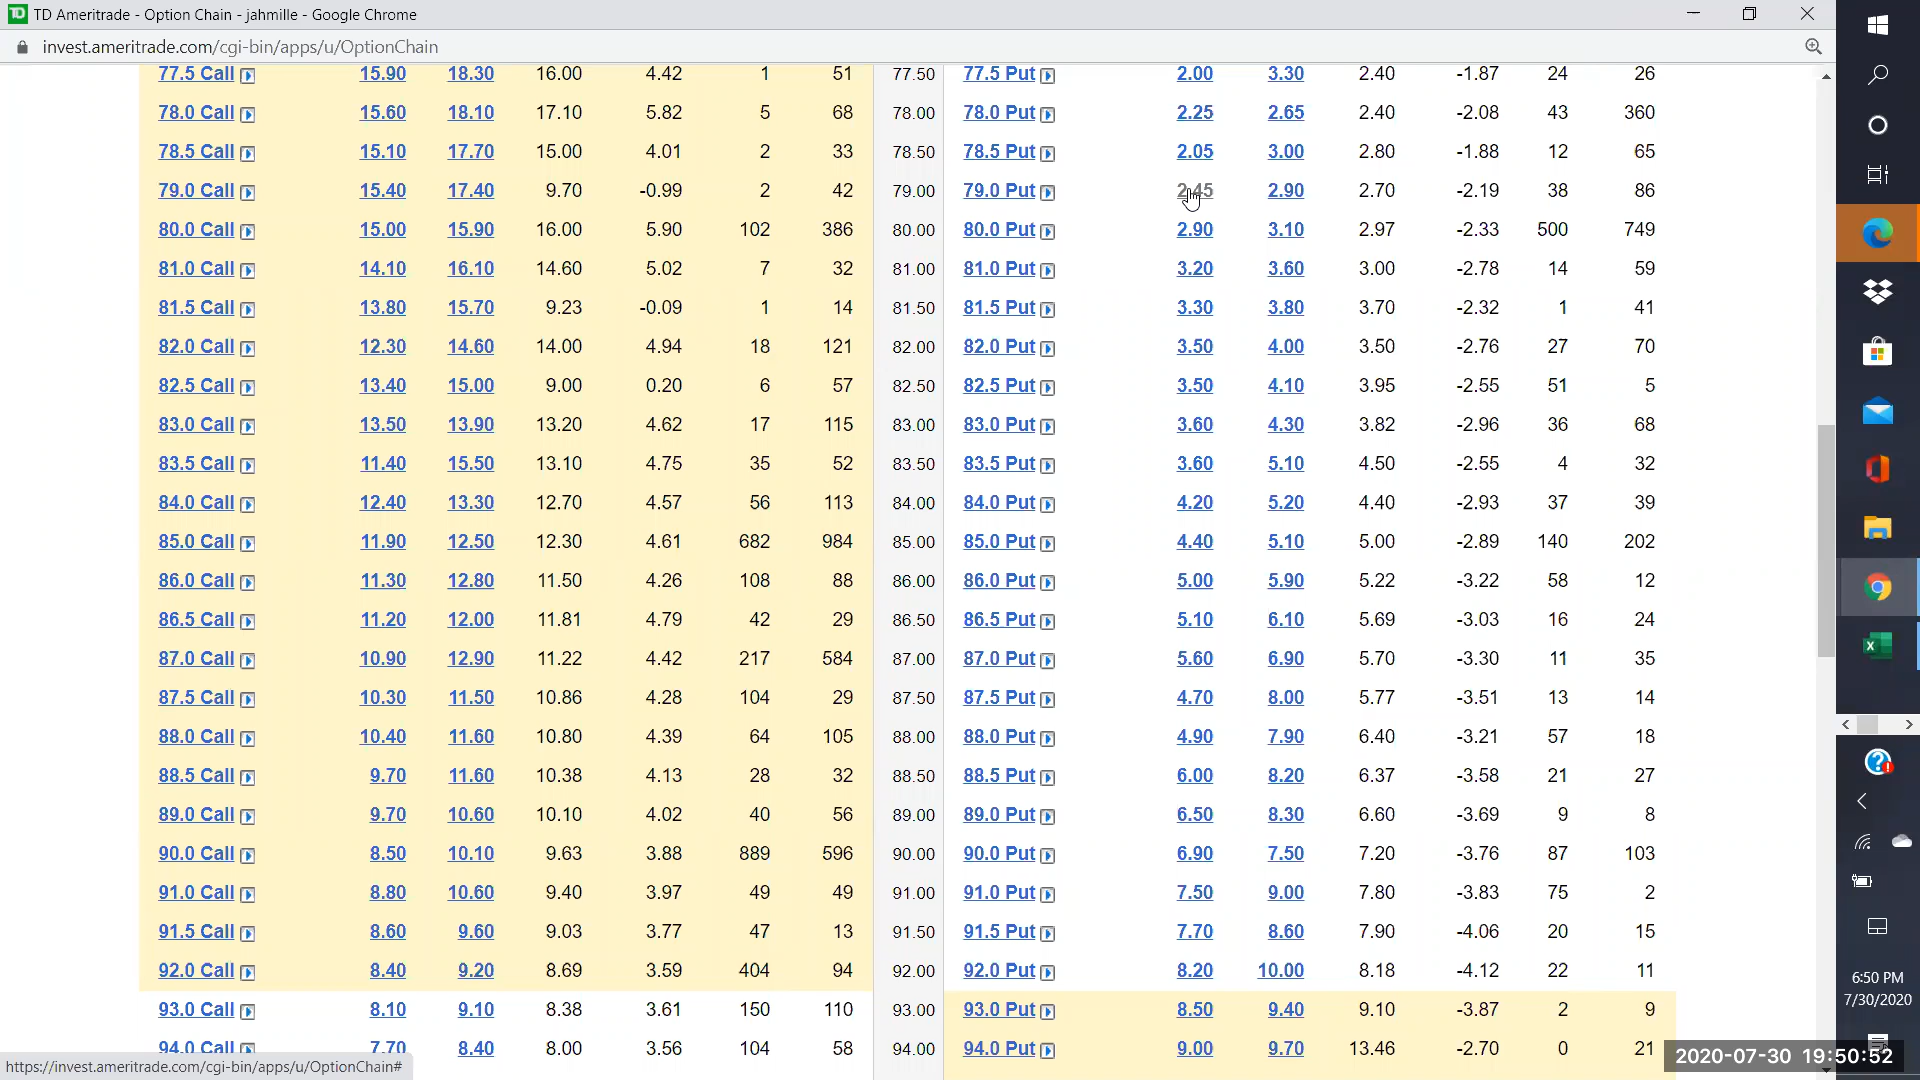 TD Ameritrade - Option Chain - jahmille - Google Chrome
invest.ameritrade.com/cgi-bin/apps/u/OptionChain
77.5 Call 15.90 18.30 16.00 4.42 1 51 77.50 77.5 Put 2.00 3.30 2.40 -1.87 24 26
78.0 Call 15.60 18.10 17.10 5.82 5 68 78.00 78.0 Put 2.25 2.65 2.40 -2.08 43 360
78.5 Call 15.10 17.70 15.00 4.01 2 33 78.50 78.5 Put 2.05 3.00 2.80 -1.88 12 65
79.0 Call 15.40 17.40 9.70 -0.99 2 42 79.00 79.0 Put 2.45 2.90 2.70 -2.19 38 86
80.0 Call 15.00 15.90 16.00 5.90 102 386 80.00 80.0 Put 2.90 3.10 2.97 -2.33 500 749
81.0 Call 14.10 16.10 14.60 5.02 7 32 81.00 81.0 Put 3.20 3.60 3.00 -2.78 14 59
81.5 Call 13.80 15.70 9.23 -0.09 1 14 81.50 81.5 Put 3.30 3.80 3.70 -2.32 1 41
82.0 Call 12.30 14.60 14.00 4.94 18 121 82.00 82.0 Put 3.50 4.00 3.50 -2.76 27 70
82.5 Call 13.40 15.00 9.00 0.20 6 57 82.50 82.5 Put 3.50 4.10 3.95 -2.55 51 5
83.0 Call 13.50 13.90 13.20 4.62 17 115 83.00 83.0 Put 3.60 4.30 3.82 -2.96 36 68
83.5 Call 11.40 15.50 13.10 4.75 35 52 83.50 83.5 Put 3.60 5.10 4.50 -2.55 4 32
84.0 Call 12.40 13.30 12.70 4.57 56 113 84.00 84.0 Put 4.20 5.20 4.40 -2.93 37 39
85.0 Call 11.90 12.50 12.30 4.61 682 984 85.00 85.0 Put 4.40 5.10 5.00 -2.89 140 202
86.0 Call 11.30 12.80 11.50 4.26 108 88 86.00 86.0 Put 5.00 5.90 5.22 -3.22 58 12
86.5 Call 11.20 12.00 11.81 4.79 42 29 86.50 86.5 Put 5.10 6.10 5.69 -3.03 16 24
87.0 Call 10.90 12.90 11.22 4.42 217 584 87.00 87.0 Put 5.60 6.90 5.70 -3.30 11 35
87.5 Call 10.30 11.50 10.86 4.28 104 29 87.50 87.5 Put 4.70 8.00 5.77 -3.51 13 14
88.0 Call 10.40 11.60 10.80 4.39 64 105 88.00 88.0 Put 4.90 7.90 6.40 -3.21 57 18
88.5 Call 9.70 11.60 10.38 4.13 28 32 88.50 88.5 Put 6.00 8.20 6.37 -3.58 21 27
89.0 Call 9.70 10.60 10.10 4.02 40 56 89.00 89.0 Put 6.50 8.30 6.60 -3.69 9 8
90.0 Call 8.50 10.10 9.63 3.88 889 596 90.00 90.0 Put 6.90 7.50 7.20 -3.76 87 103
91.0 Call 8.80 10.60 9.40 3.97 49 49 91.00 91.0 Put 7.50 9.00 7.80 -3.83 75 2
91.5 Call 8.60 9.60 9.03 3.77 47 13 91.50 91.5 Put 7.70 8.60 7.90 -4.06 20 15
92.0 Call 8.40 9.20 8.69 3.59 404 94 92.00 92.0 Put 8.20 10.00 8.18 -4.12 22 11
93.0 Call 8.10 9.10 8.38 3.61 150 110 93.00 93.0 Put 8.50 9.40 9.10 -3.87 2 9
94.0 Call 7.70 8.40 8.00 3.56 104 58 94.00 94.0 Put 9.00 9.70 13.46 -2.70 0 21
https://invest.ameritrade.com/cgi-bin/apps/u/OptionChain#
6:50 PM
7/30/2020
2020-07-30 19:50:52